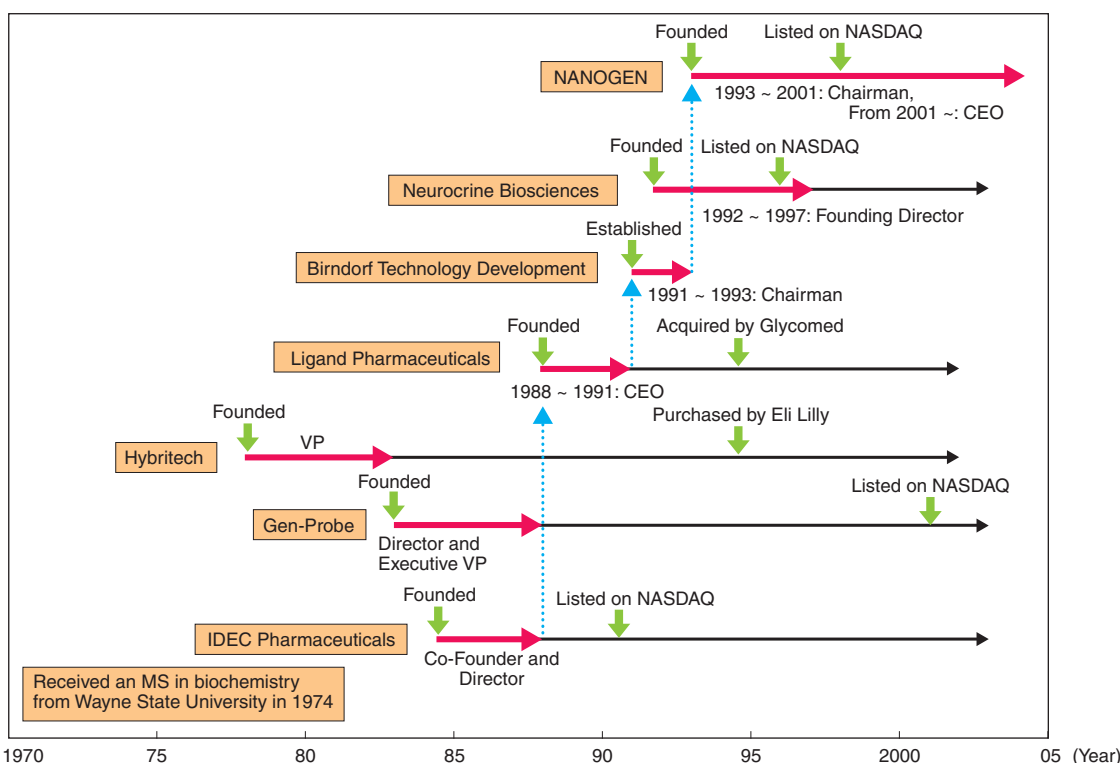 Founded
Listed on NASDAQ
NANOGEN
1993 ~ 2001: Chairman,
From 2001 ~: CEO
Founded
Listed on NASDAQ
Neurocrine Biosciences
1992 ~ 1997: Founding Director
Established
Birndorf Technology Development
1991 ~ 1993: Chairman
Founded
Acquired by Glycomed
Ligand Pharmaceuticals
1988 ~ 1991: CEO
Founded
Purchased by Eli Lilly
VP
Hybritech
Founded
Listed on NASDAQ
Gen-Probe
Director and
Executive VP
Founded
Listed on NASDAQ
IDEC Pharmaceuticals
Co-Founder and
Director
Received an MS in biochemistry
from Wayne State University in 1974
1970 75 80 85 90 95 2000 05 (Year)